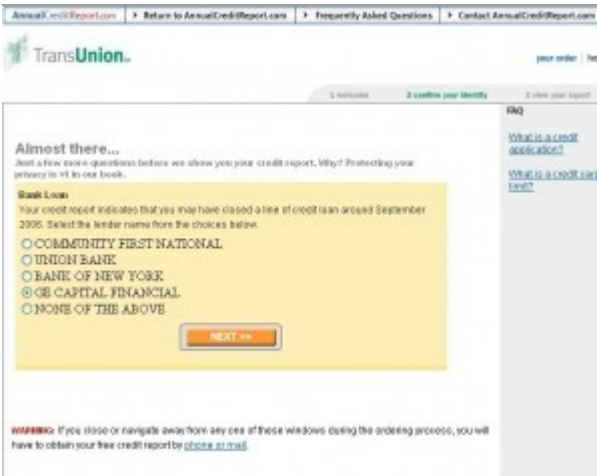 AnnualCreditReport.com Return to AnnualCreditReport.com Frequently Asked Questions Contact AnnualCreditReport.com
TransUnion.
your order he
1 welcome 2 confirm your identity 3 view your report
FAQ
Almost there...
Just a few more questions before we show you your credit report. Why? Protecting your
privacy is #1 in our book.
Bank Loan
Your credit report indicates that you may have closed a line of credit loan around September
2006. Select the lender name from the choices below.
COMMUNITY FIRST NATIONAL
UNION BANK
BANK OF NEW YORK
GE CAPITAL FINANCIAL
NONE OF THE ABOVE
NEXT >>
What is a credit
application?
What is a credit card
limit?
WARNING: If you close or navigate away from any one of these windows during the ordering process, you will
have to obtain your free credit report by phone or mail.